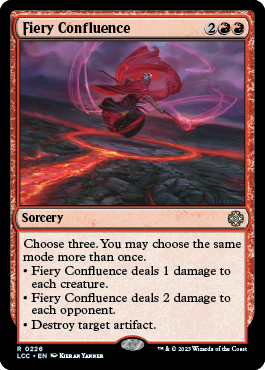 Fiery Confluence 2
Sorcery
Choose three. You may choose the same
mode more than once.
• Fiery Confluence deals 1 damage to
each creature.
• Fiery Confluence deals 2 damage to
each opponent.
• Destroy target artifact.
R 0226
LCC • EN Kieran Yanner
™ & © 2023 Wizards of the Coast